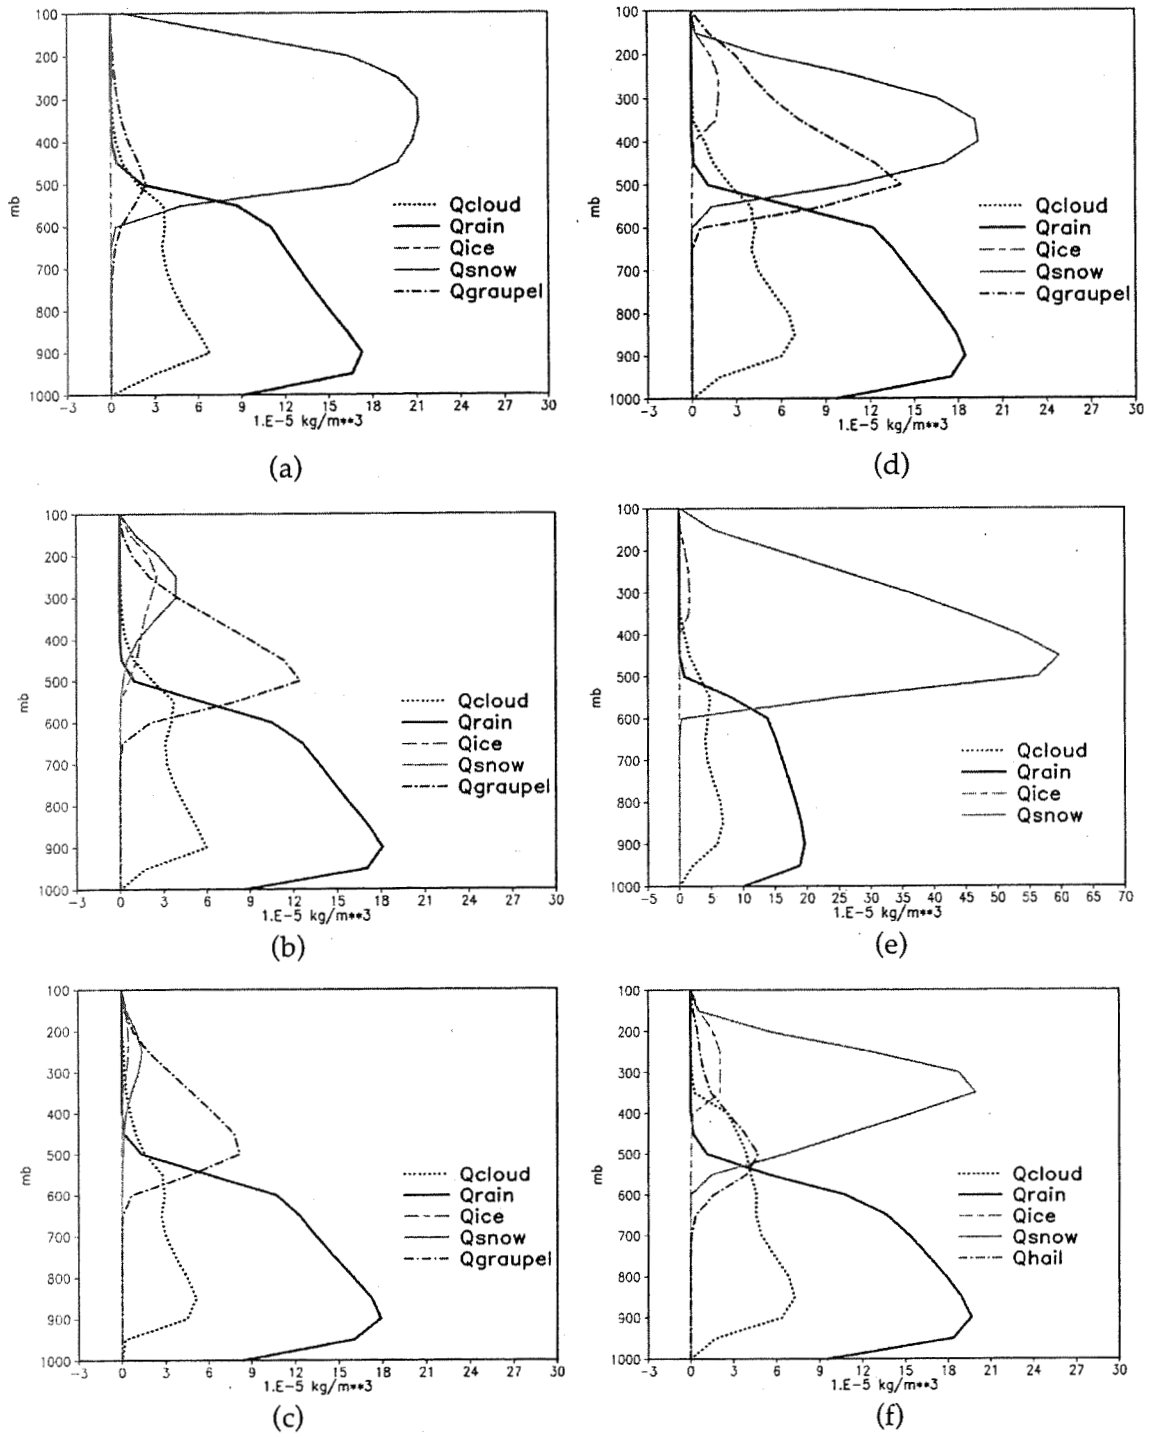 100
200
300
400
500
600
700
800
900
1000
mb
-3 0 3 6 9 12 15 18 21 24 27 30
1.E-5 kg/m**3
Qcloud
Qrain
Qice
Qsnow
Qgraupel
(a)
100
200
300
400
500
600
700
800
900
1000
mb
-3 0 3 6 9 12 15 18 21 24 27 30
1.E-5 kg/m**3
Qcloud
Qrain
Qice
Qsnow
Qgraupel
(d)
100
200
300
400
500
600
700
800
900
1000
mb
-3 0 3 6 9 12 15 18 21 24 27 30
1.E-5 kg/m**3
Qcloud
Qrain
Qice
Qsnow
Qgraupel
(b)
100
200
300
400
500
600
700
800
900
1000
mb
-5 0 5 10 15 20 25 30 35 40 45 50 55 60 65 70
1.E-5 kg/m**3
Qcloud
Qrain
Qice
Qsnow
(e)
100
200
300
400
500
600
700
800
900
1000
mb
-3 0 3 6 9 12 15 18 21 24 27 30
1.E-5 kg/m**3
Qcloud
Qrain
Qice
Qsnow
Qgraupel
(c)
100
200
300
400
500
600
700
800
900
1000
mb
-3 0 3 6 9 12 15 18 21 24 27 30
1.E-5 kg/m**3
Qcloud
Qrain
Qice
Qsnow
Qhail
(f)